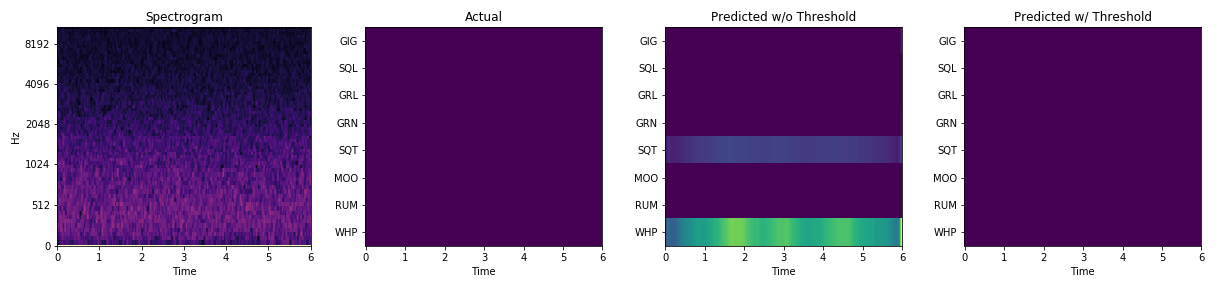 Spectrogram
Hz
8192
4096
2048
1024
512
0
0 1 2 3 4 5 6
Time
Actual
GIG
SQL
GRL
GRN
SQT
MOO
RUM
WHP
0 1 2 3 4 5 6
Time
Predicted w/o Threshold
GIG
SQL
GRL
GRN
SQT
MOO
RUM
WHP
0 1 2 3 4 5 6
Time
Predicted w/ Threshold
GIG
SQL
GRL
GRN
SQT
MOO
RUM
WHP
0 1 2 3 4 5 6
Time